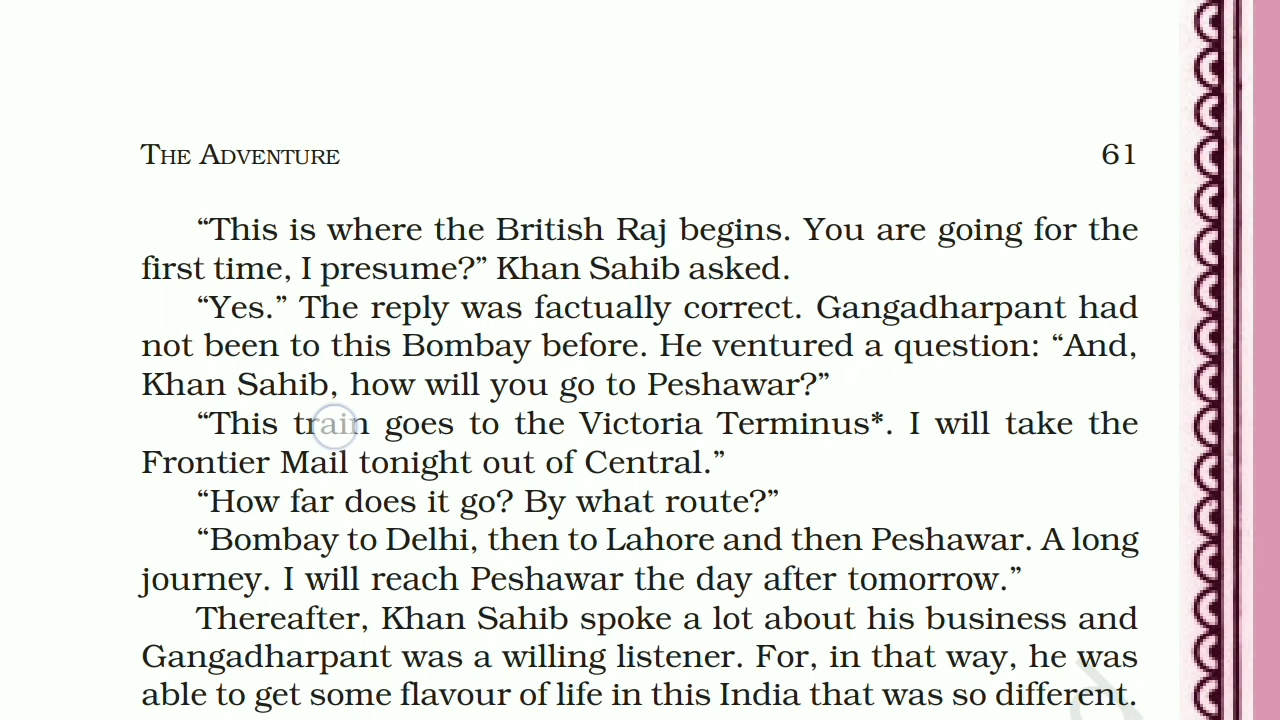 THE ADVENTURE 61
“This is where the British Raj begins. You are going for the
first time, I presume?” Khan Sahib asked.
“Yes.” The reply was factually correct. Gangadharpant had
not been to this Bombay before. He ventured a question: “And,
Khan Sahib, how will you go to Peshawar?”
“This train goes to the Victoria Terminus*. I will take the
Frontier Mail tonight out of Central.”
“How far does it go? By what route?”
“Bombay to Delhi, then to Lahore and then Peshawar. A long
journey. I will reach Peshawar the day after tomorrow.”
Thereafter, Khan Sahib spoke a lot about his business and
Gangadharpant was a willing listener. For, in that way, he was
able to get some flavour of life in this India that was so different.